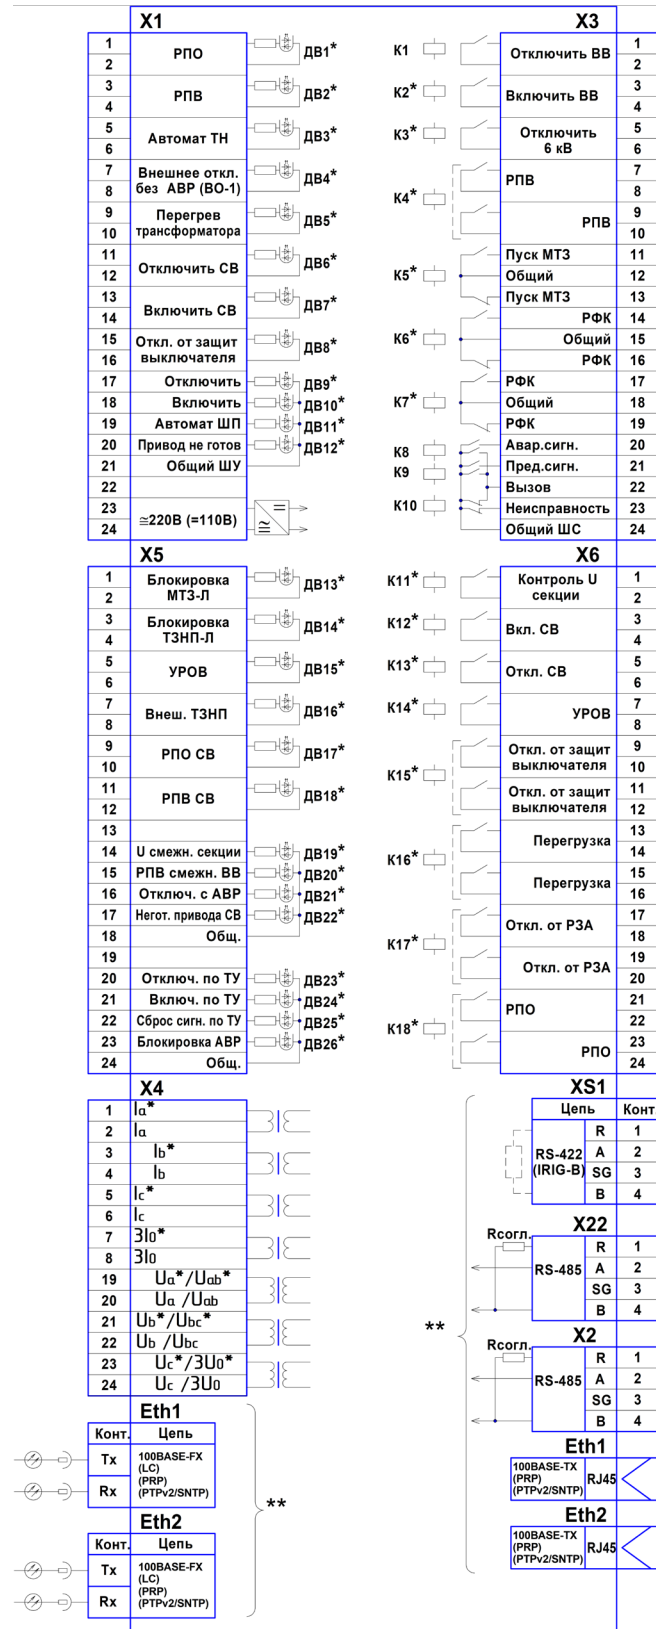 X1
1
РПО
ДВ1*
2
3
РПВ
ДВ2*
4
5
Автомат ТН
ДВ3*
6
7
Внешнее откл.
ДВ4*
8
без АВР (ВО-1)
9
Перегрев
ДВ5*
10
трансформатора
11
Отключить СВ
ДВ6*
12
13
Включить СВ
ДВ7*
14
15
Откл. от защит
ДВ8*
16
выключателя
17 Отключить ДВ9*
18 Включить ДВ10*
19 Автомат ШП ДВ11*
20 Привод не готов ДВ12*
21 Общий ШУ
22
23
≅220В (=110В)
=
≅
24
X3
К1
Отключить ВВ
1
2
К2*
Включить ВВ
3
4
К3*
Отключить
5
6 кВ
6
К4*
РПВ
7
8
РПВ
9
10
К5*
Пуск МТЗ 11
Общий 12
Пуск МТЗ 13
К6*
РФК 14
Общий 15
РФК 16
К7*
РФК 17
Общий 18
РФК 19
К8
Авар.сигн. 20
К9
Пред.сигн. 21
Вызов 22
К10
Неисправность 23
Общий ШС 24
X5
1
Блокировка
ДВ13*
2
МТЗ-Л
3
Блокировка
ДВ14*
4
ТЗНП-Л
5
УРОВ
ДВ15*
6
7
Внеш. ТЗНП
ДВ16*
8
9
РПО СВ
ДВ17*
10
11
РПВ СВ
ДВ18*
12
13
14 U смежн. секции ДВ19*
15 РПВ смежн. ВВ ДВ20*
16 Отключ. с АВР ДВ21*
17 Негот. привода СВ ДВ22*
18 Общ.
19
20 Отключ. по ТУ ДВ23*
21 Включ. по ТУ ДВ24*
22 Сброс сигн. по ТУ ДВ25*
23 Блокировка АВР ДВ26*
24 Общ.
X6
К11*
Контроль U
1
секции
2
К12*
Вкл. СВ
3
4
К13*
Откл. СВ
5
6
К14*
УРОВ
7
8
К15*
Откл. от защит
9
выключателя
10
Откл. от защит
11
выключателя
12
К16*
Перегрузка
13
14
Перегрузка
15
16
К17*
Откл. от РЗА
17
18
Откл. от РЗА
19
20
К18*
РПО
21
22
РПО
23
24
X4
1 Ia*
2 Ia
3 Ib*
4 Ib
5 Ic*
6 Ic
7 3I0*
8 3I0
19 Ua*/Uab*
20 Ua /Uab
21 Ub*/Ubc*
22 Ub /Ubc
23 Uc*/3U0*
24 Uc /3U0
Eth1
Конт. Цепь
Tx
Rx
100BASE-FX
(LC)
(PRP)
(PTPv2/SNTP)
**
Eth2
Конт. Цепь
Tx
Rx
100BASE-FX
(LC)
(PRP)
(PTPv2/SNTP)
**
XS1
Цепь Конт.
RS-422
(IRIG-B)
R 1
A 2
SG 3
B 4
X22
Rсогл.
RS-485
R 1
A 2
SG 3
B 4
X2
Rсогл.
RS-485
R 1
A 2
SG 3
B 4
Eth1
100BASE-TX
(PRP)
(PTPv2/SNTP)
RJ45
Eth2
100BASE-TX
(PRP)
(PTPv2/SNTP)
RJ45